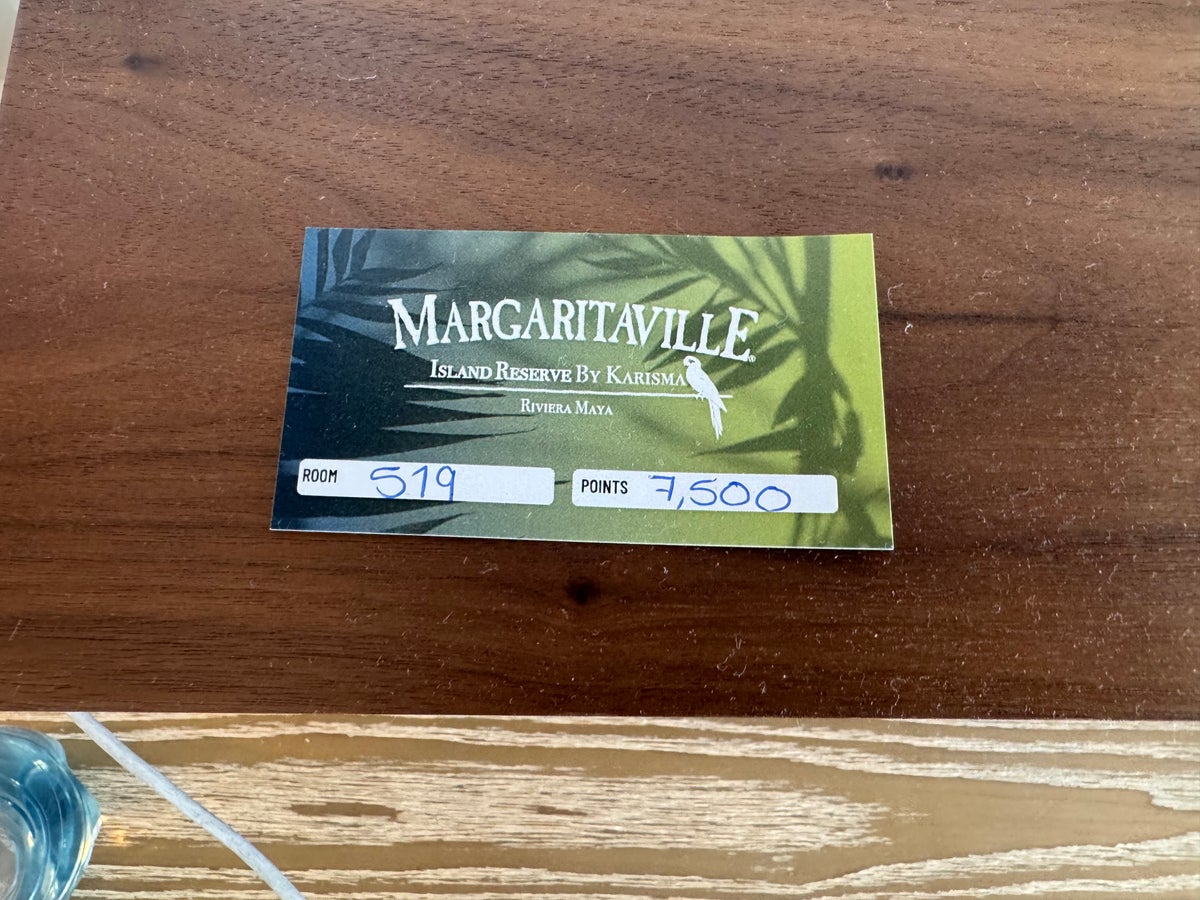 MARGARITAVILLE®
ISLAND RESERVE BY KARISMA
RIVIERA MAYA
ROOM 519 POINTS 7,500